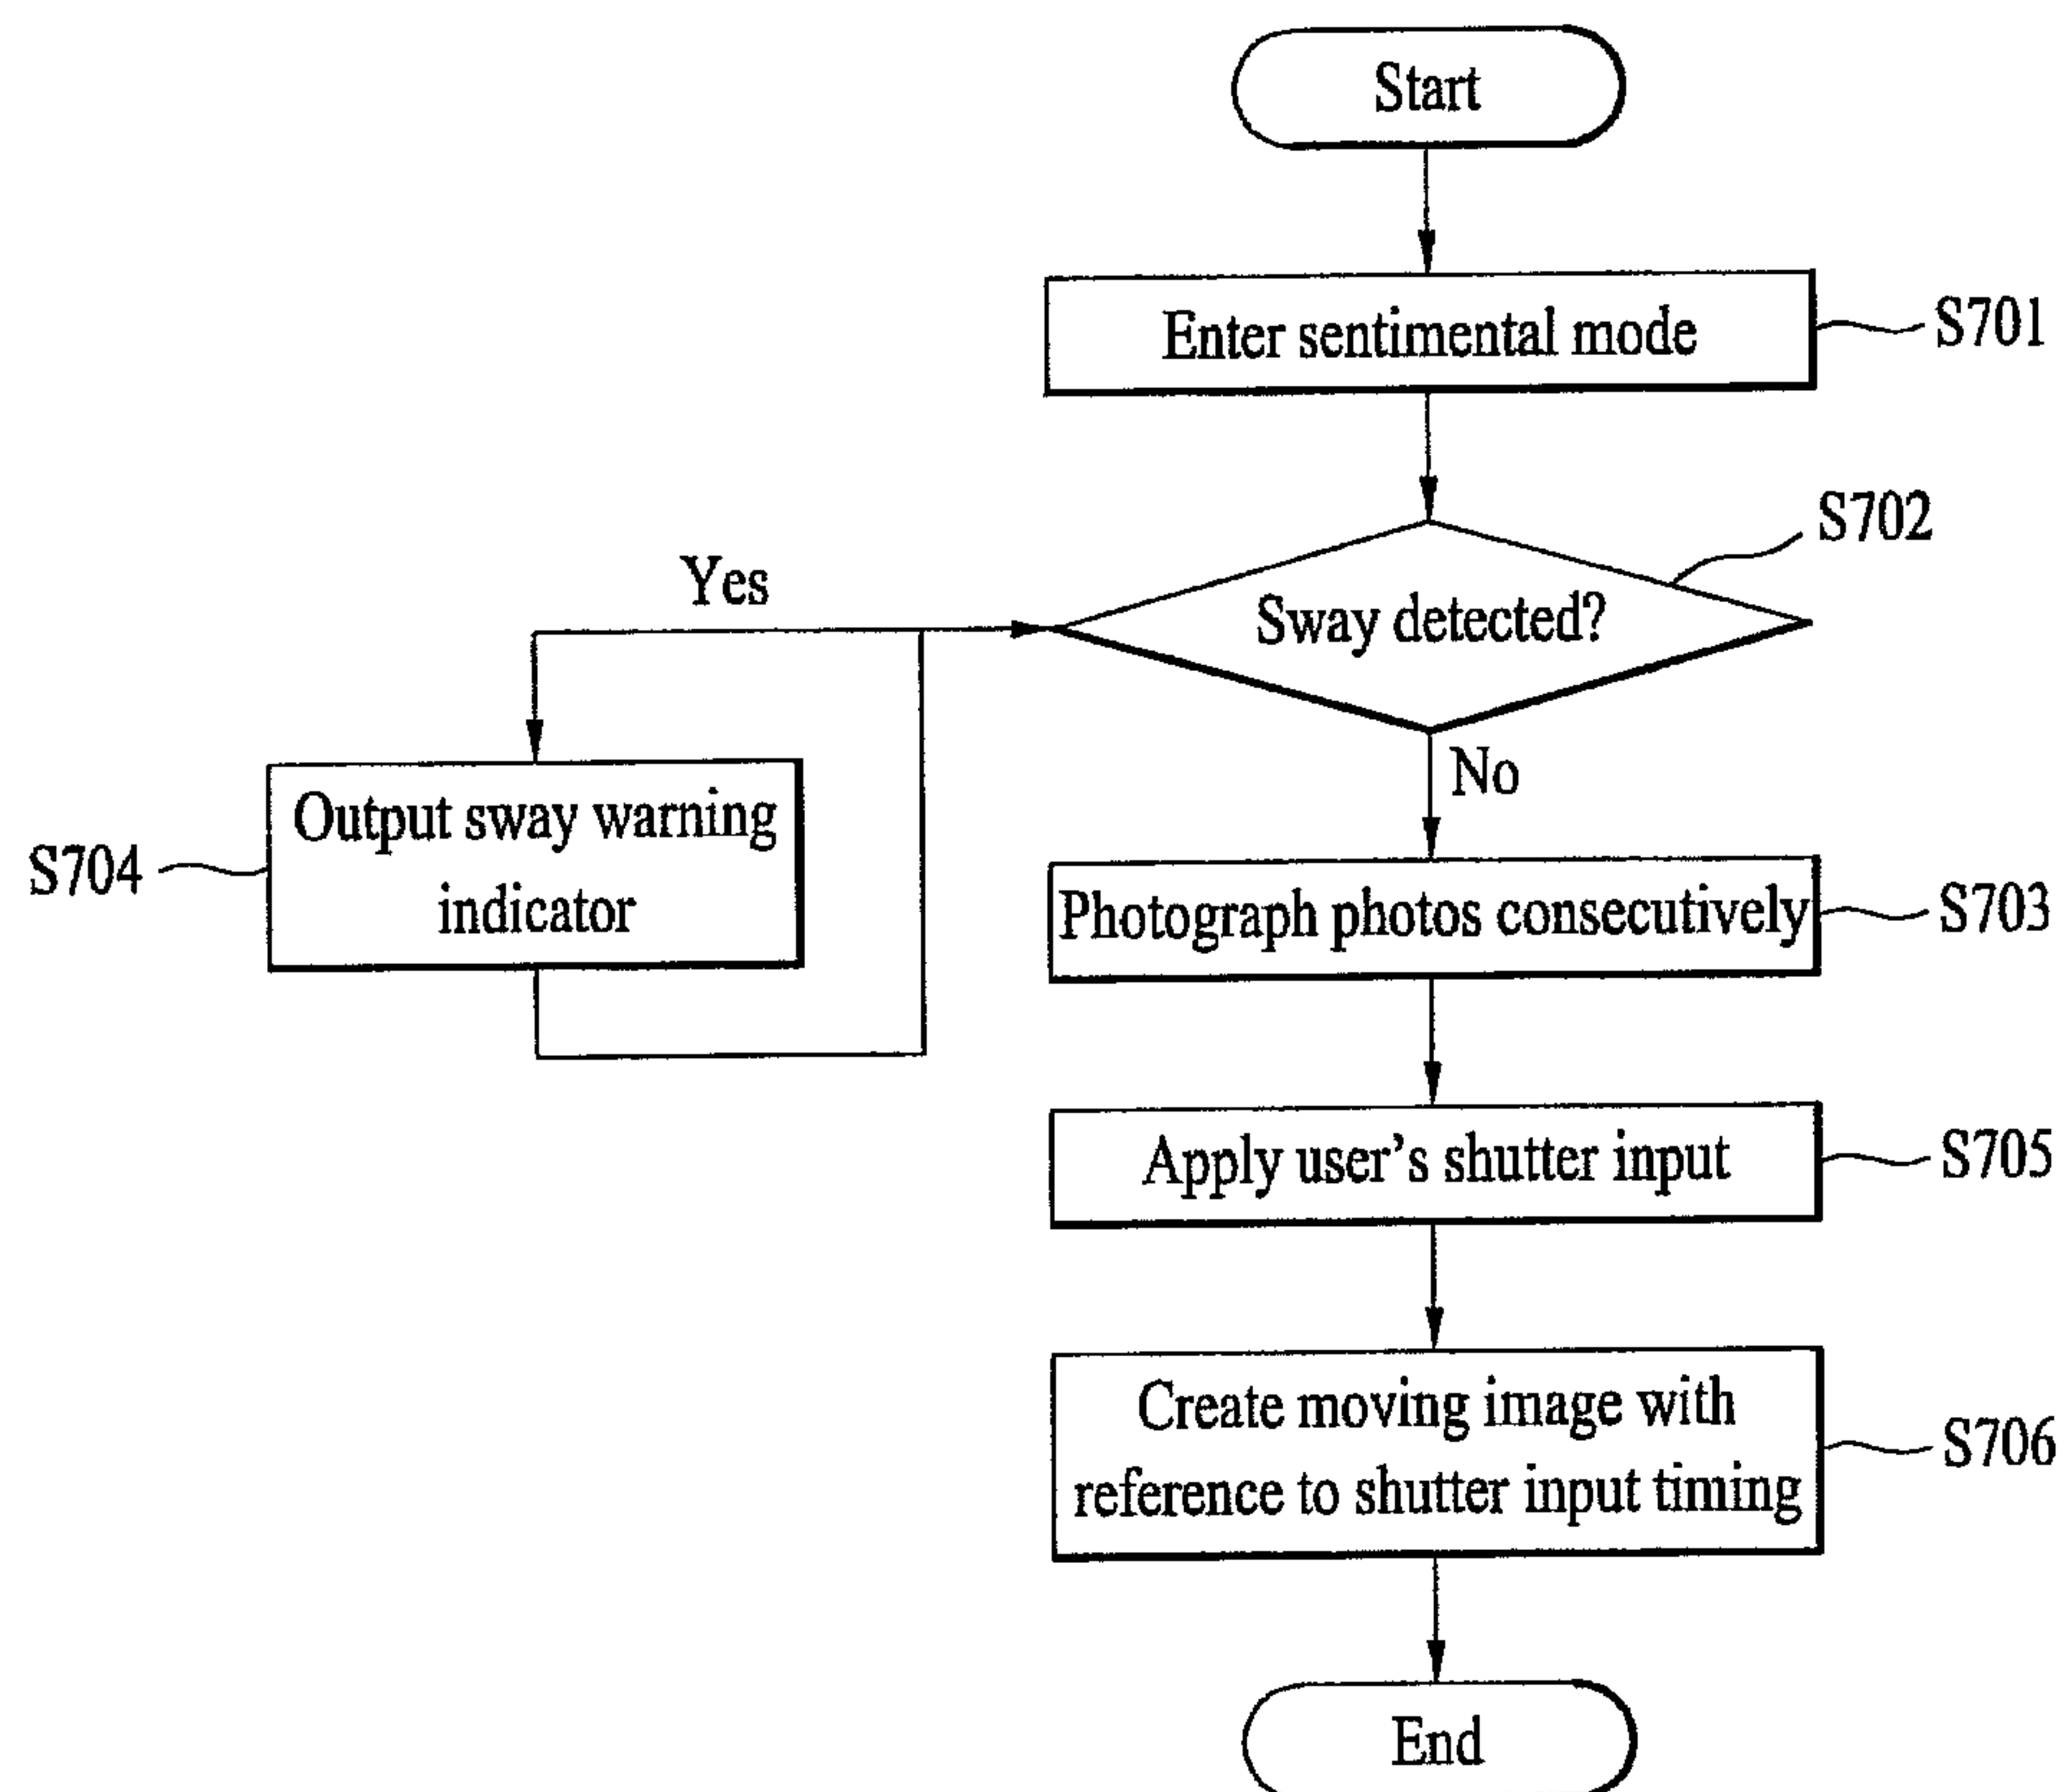 Start
Enter sentimental mode
S701
S702
Sway detected?
Yes
No
Output sway warning
indicator
S704
Photograph photos consecutively
S703
Apply user's shutter input
S705
Create moving image with
reference to shutter input timing
S706
End